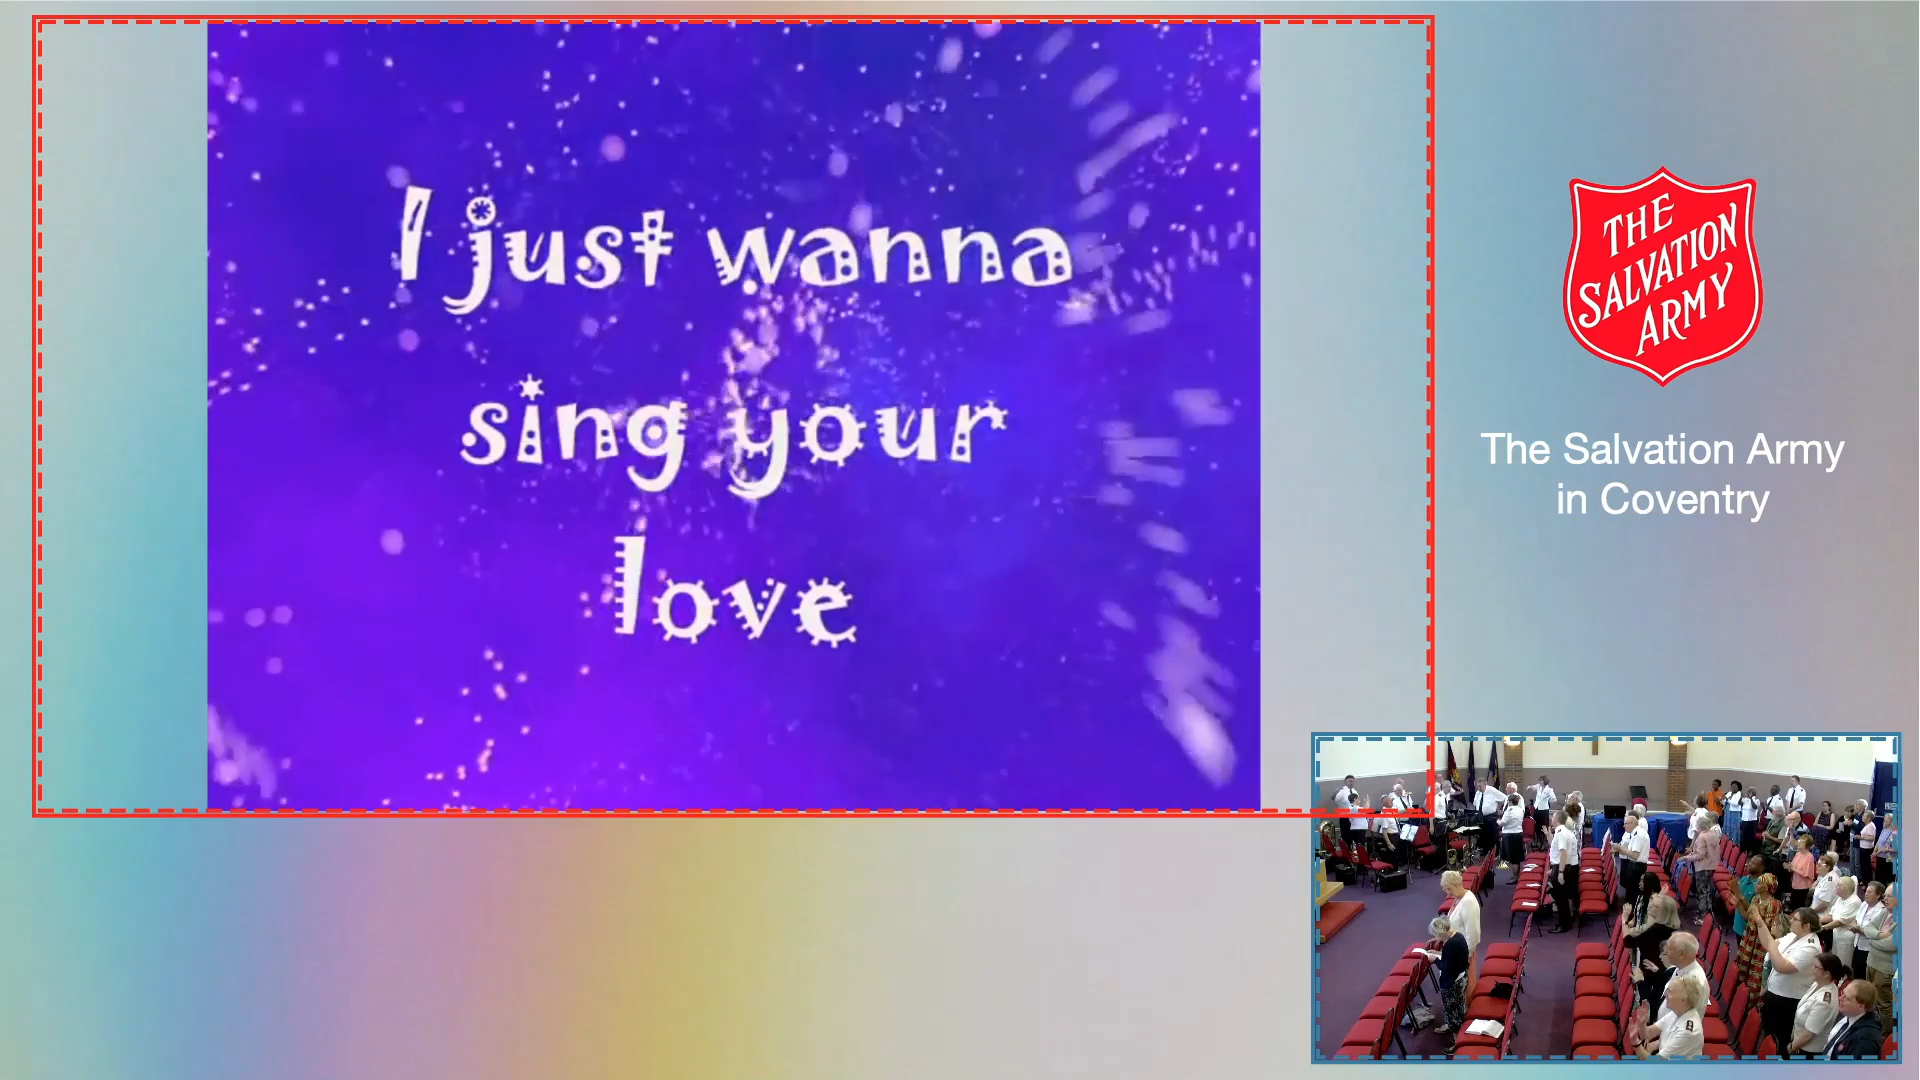 I just wanna
sing your
love
THE
SALVATION
ARMY
The Salvation Army
in Coventry